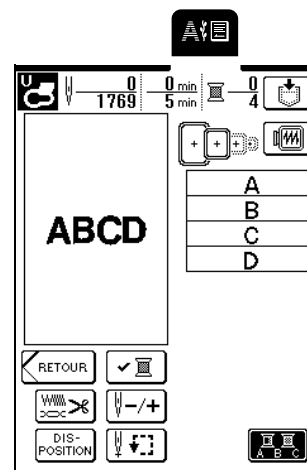 A
U
0
1769
0 min
5 min
0
4
A
B
C
D
ABCD
RETOUR
-/+
DIS-
POSITION
A B C